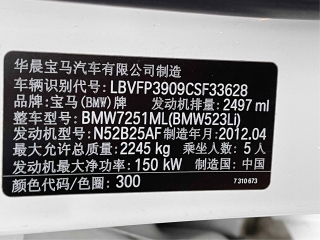 华晨宝马汽车有限公司制造
车辆识别代号: LBVFP3909CSF33628
品牌: 宝马(BMW)牌 发动机排量: 2497 ml
整车型号: BMW7251ML(BMW523Li)
发动机型号: N52B25AF 制造年月: 2012.04
最大允许总质量: 2245 kg 乘坐人数: 5 人
发动机最大净功率: 150 kW 制造国: 中国
颜色代码/色圈: 300
7 310 673